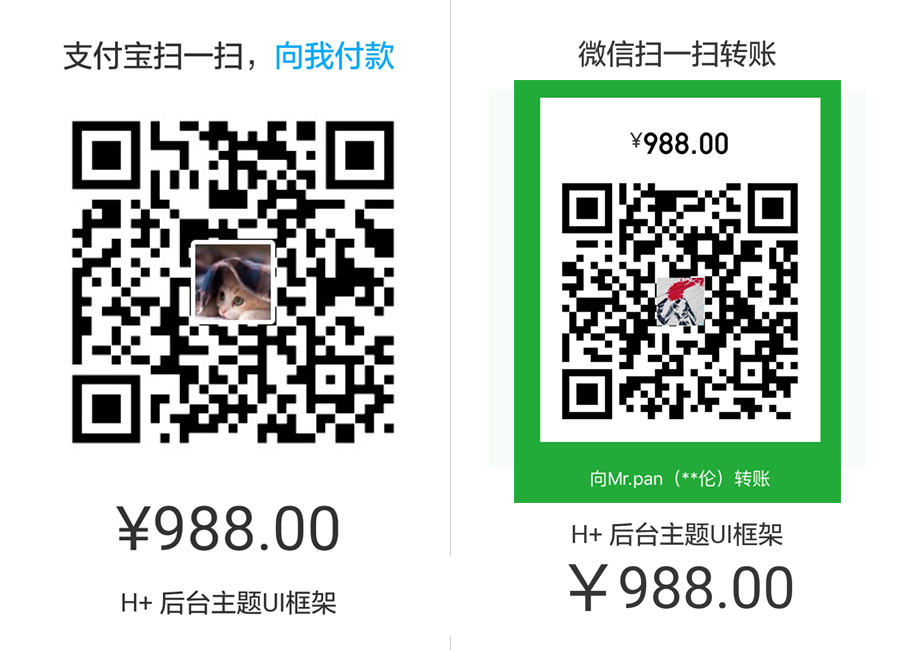 支付宝扫一扫，向我付款
¥988.00
H+ 后台主题UI框架
微信扫一扫转账
¥988.00
向Mr.pan（**伦）转账
H+ 后台主题UI框架
￥988.00